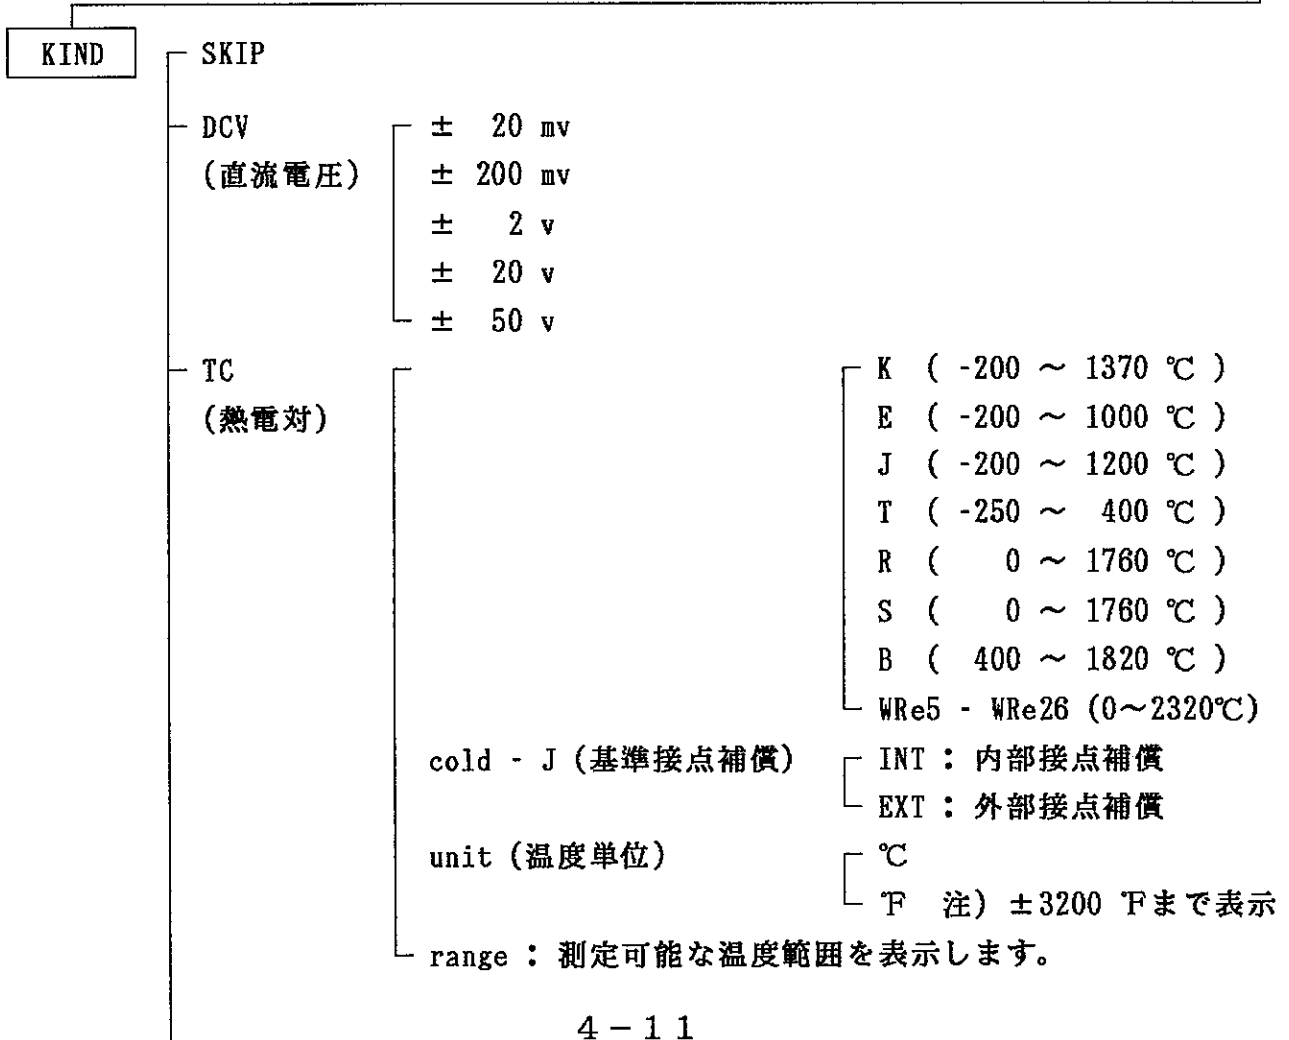 KIND SKIP
DCV ± 20 mv
(直流電圧) ± 200 mv
± 2 v
± 20 v
± 50 v
TC K ( -200 ～ 1370 ℃ )
(熱電対) E ( -200 ～ 1000 ℃ )
J ( -200 ～ 1200 ℃ )
T ( -250 ～ 400 ℃ )
R ( 0 ～ 1760 ℃ )
S ( 0 ～ 1760 ℃ )
B ( 400 ～ 1820 ℃ )
WRe5 - WRe26 (0～2320℃)
cold - J (基準接点補償) INT : 内部接点補償
EXT : 外部接点補償
unit (温度単位) ℃
℉ 注) ±3200 ℉まで表示
range : 測定可能な温度範囲を表示します。
4－11